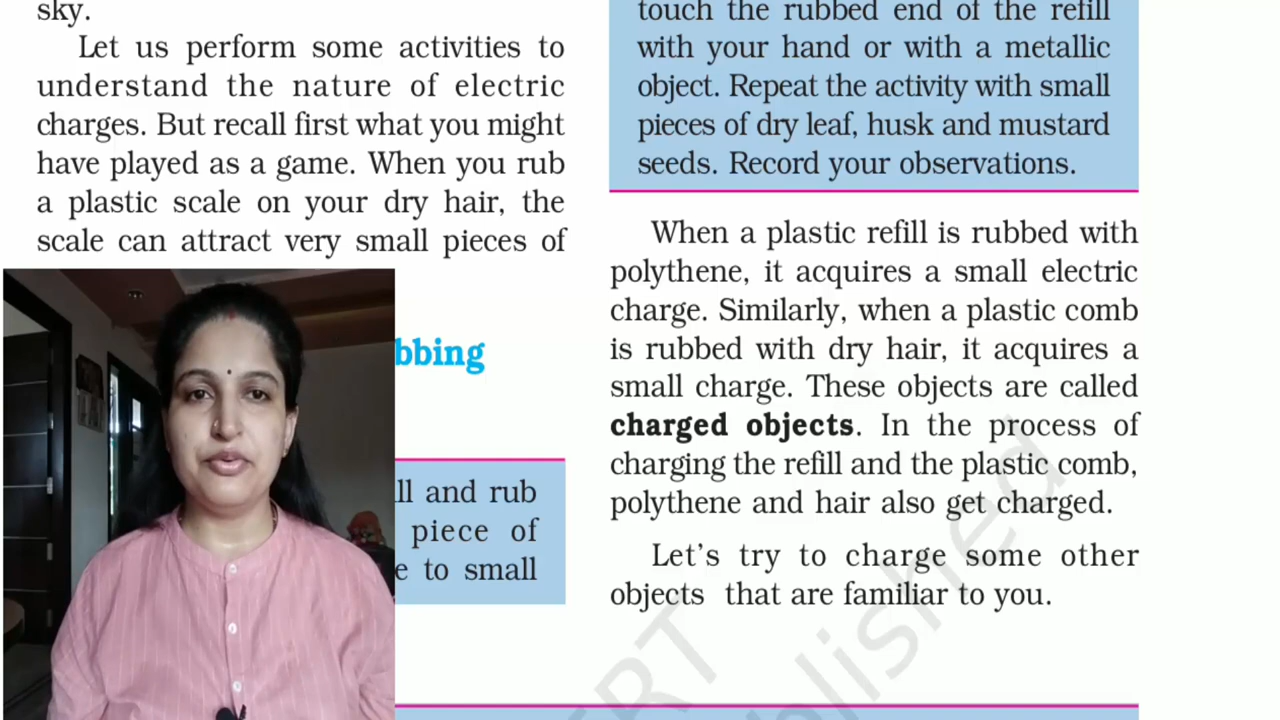 sky.
Let us perform some activities to
understand the nature of electric
charges. But recall first what you might
have played as a game. When you rub
a plastic scale on your dry hair, the
scale can attract very small pieces of
bbing
ll and rub
piece of
e to small
touch the rubbed end of the refill
with your hand or with a metallic
object. Repeat the activity with small
pieces of dry leaf, husk and mustard
seeds. Record your observations.
When a plastic refill is rubbed with
polythene, it acquires a small electric
charge. Similarly, when a plastic comb
is rubbed with dry hair, it acquires a
small charge. These objects are called
charged objects. In the process of
charging the refill and the plastic comb,
polythene and hair also get charged.
Let's try to charge some other
objects that are familiar to you.